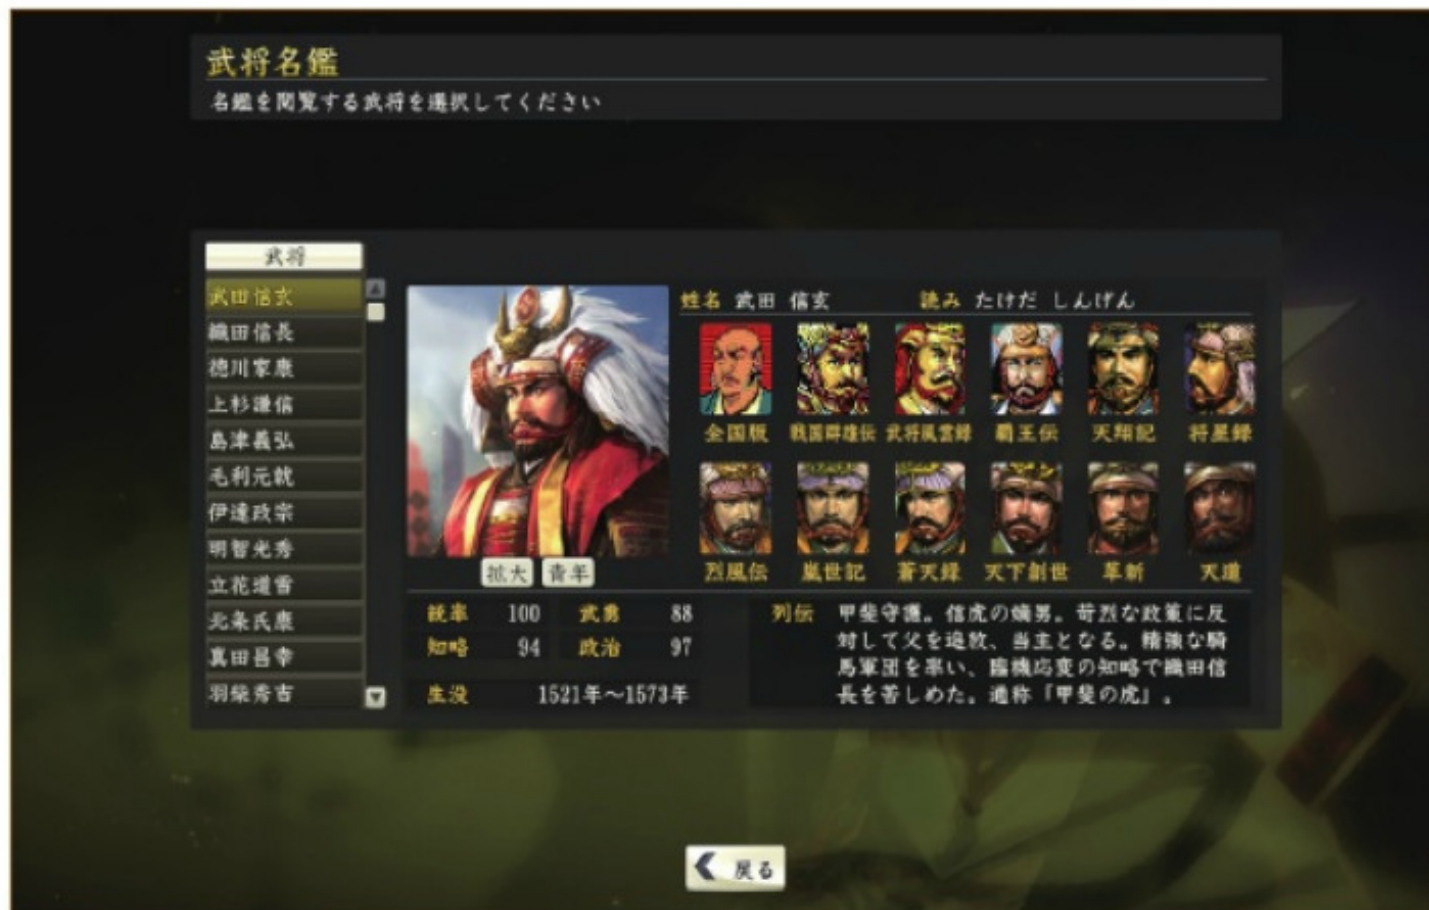 武将名鑑
名鑑を閲覧する武将を選択してください
武将
武田信玄
織田信長
徳川家康
上杉謙信
島津義弘
毛利元就
伊達政宗
明智光秀
立花道雪
北条氏康
真田昌幸
羽柴秀吉
姓名 武田 信玄 読み たけだ しんげん
全国版 戦国群雄伝 武将風雲録 覇王伝 天翔記 将星録
烈風伝 嵐世記 蒼天録 天下創世 革新 天道
拡大 青年
統率 100 武勇 88
知略 94 政治 97
生没 1521年～1573年
列伝 甲斐守護。信虎の嫡男。苛烈な政策に反
対して父を追放、当主となる。精強な騎
馬軍団を率い、臨機応変の知略で織田信
長を苦しめた。通称「甲斐の虎」。
戻る